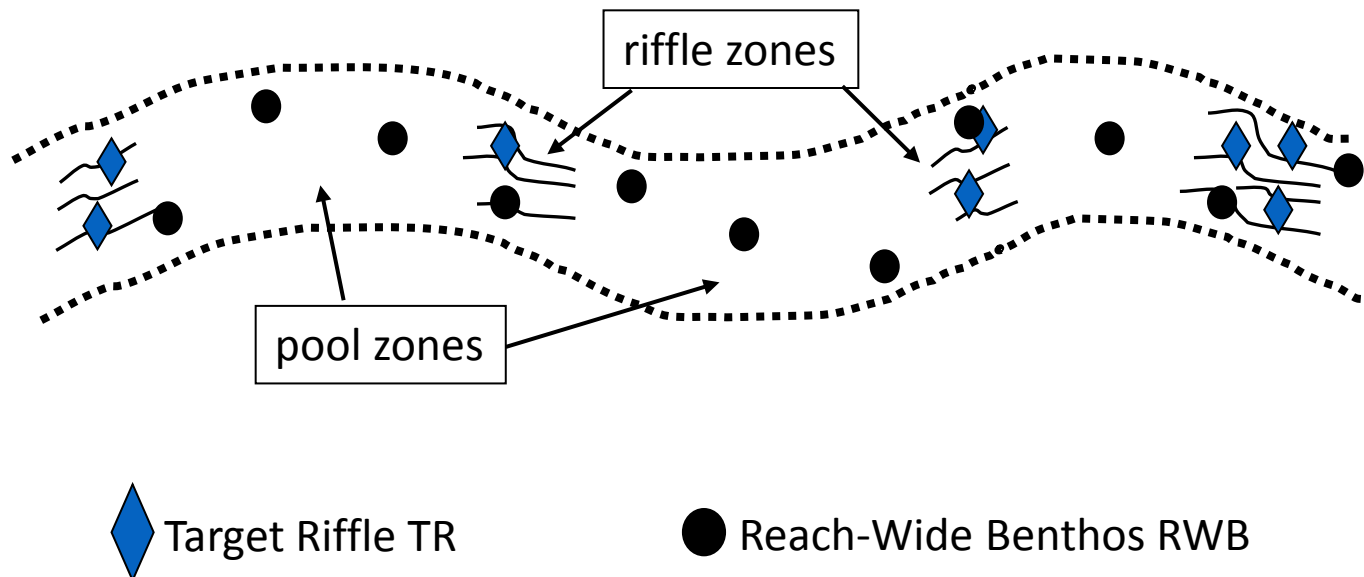 riffle zones
pool zones
Target Riffle TR
Reach-Wide Benthos RWB